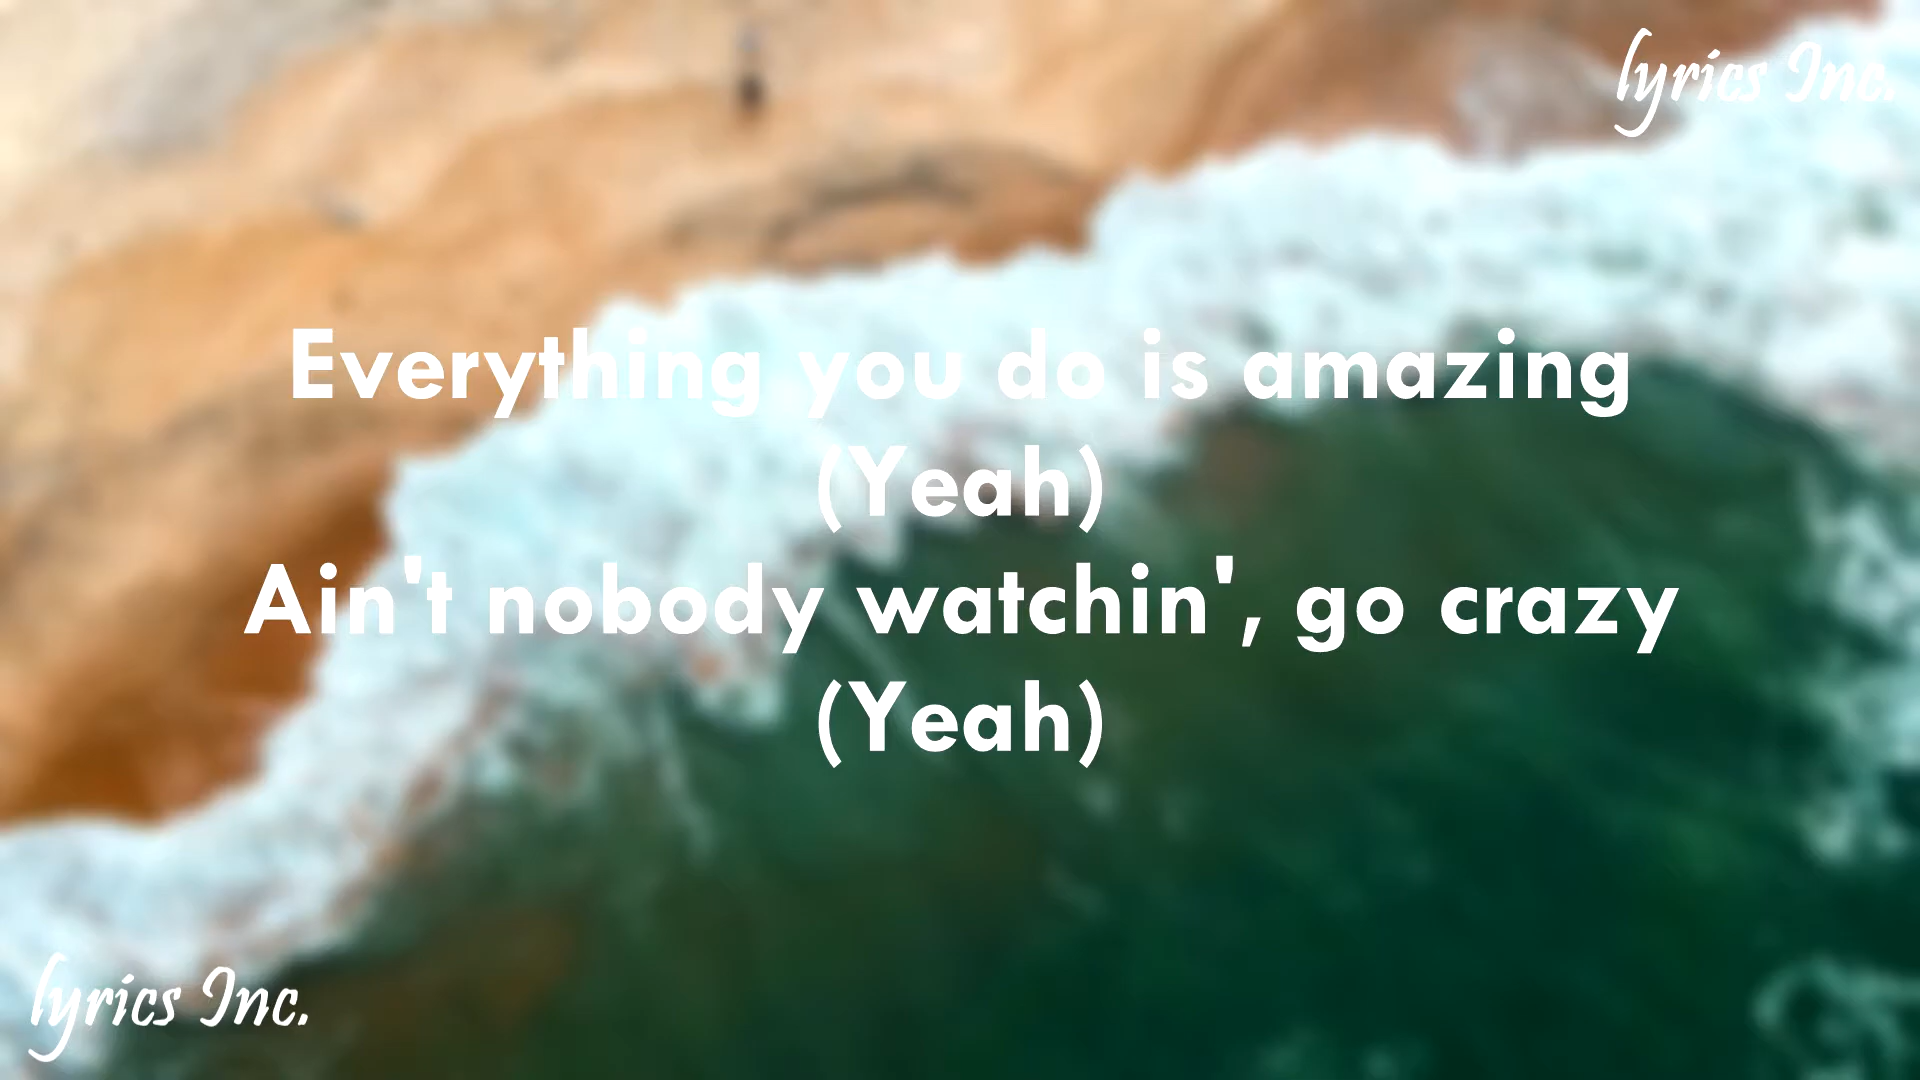 lyrics Inc.
Everything you do is amazing
(Yeah)
Ain't nobody watchin', go crazy
(Yeah)
lyrics Inc.